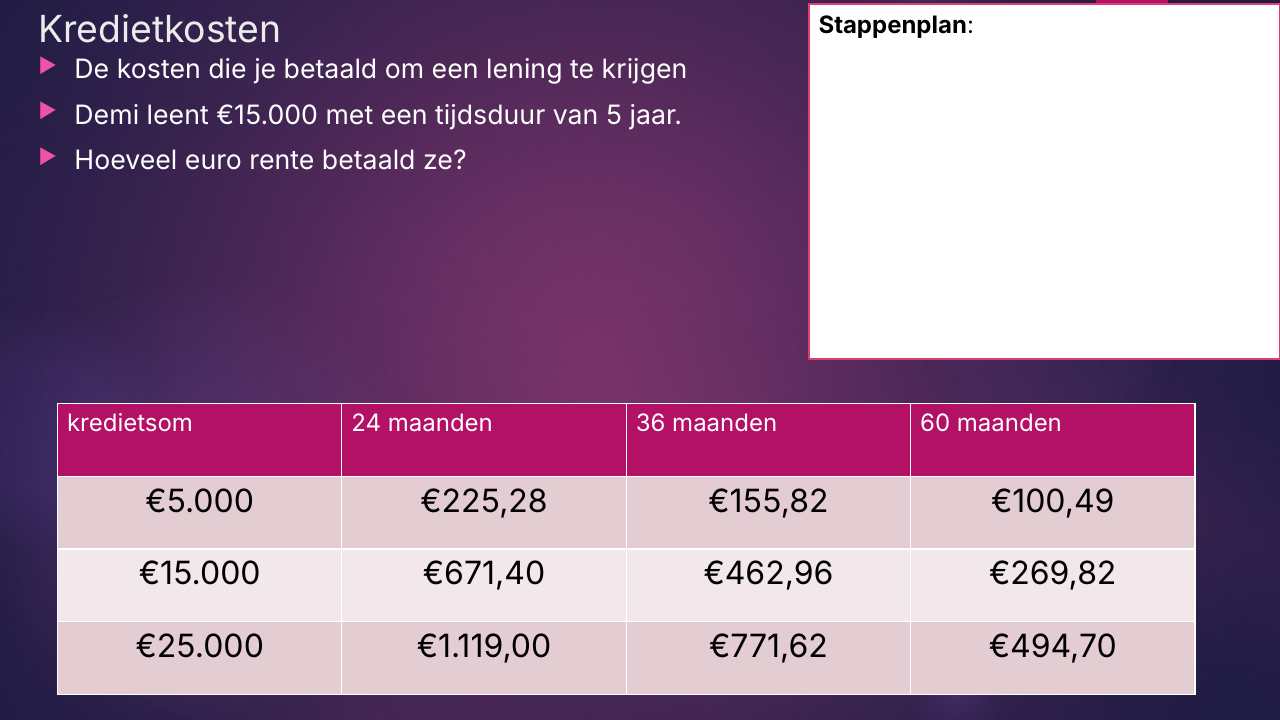 Kredietkosten
De kosten die je betaald om een lening te krijgen
Demi leent €15.000 met een tijdsduur van 5 jaar.
Hoeveel euro rente betaald ze?
Stappenplan:
kredietsom 24 maanden 36 maanden 60 maanden
€5.000 €225,28 €155,82 €100,49
€15.000 €671,40 €462,96 €269,82
€25.000 €1.119,00 €771,62 €494,70